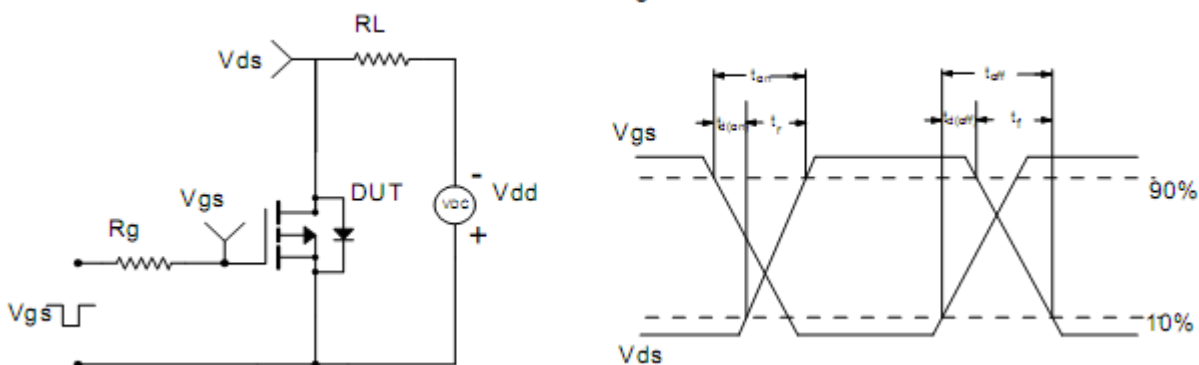 RL
Vds
Vgs
DUT
-
Vdd
VDC
+
Rg
Vgs
ton
toff
td(on)
tr
td(off)
tf
Vgs
90%
10%
Vds